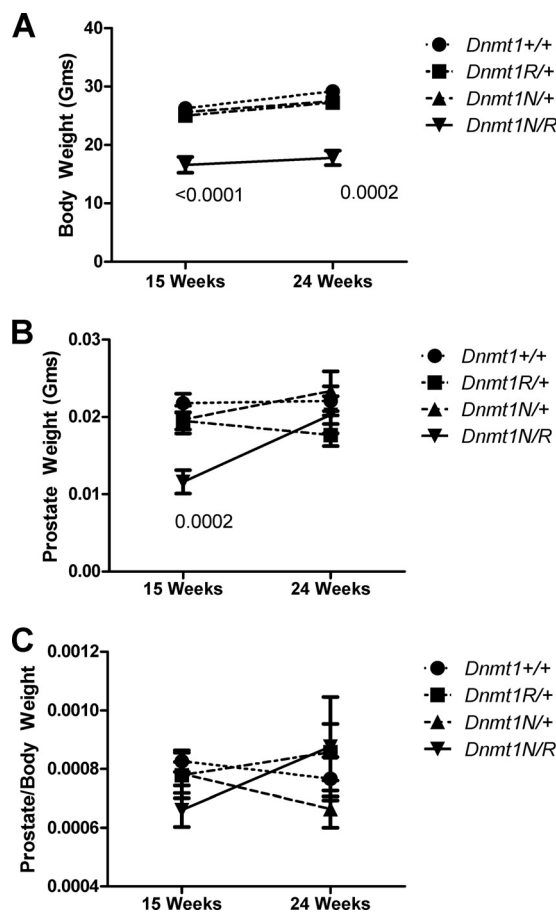 A
Body Weight (Gms)
40
30
20
10
0
<0.0001
0.0002
15 Weeks
24 Weeks
Dnmt1+/+
Dnmt1R/+
Dnmt1N/+
Dnmt1N/R
B
Prostate Weight (Gms)
0.03
0.02
0.01
0.00
0.0002
15 Weeks
24 Weeks
Dnmt1+/+
Dnmt1R/+
Dnmt1N/+
Dnmt1N/R
C
Prostate/Body Weight
0.0012
0.0010
0.0008
0.0006
0.0004
15 Weeks
24 Weeks
Dnmt1+/+
Dnmt1R/+
Dnmt1N/+
Dnmt1N/R